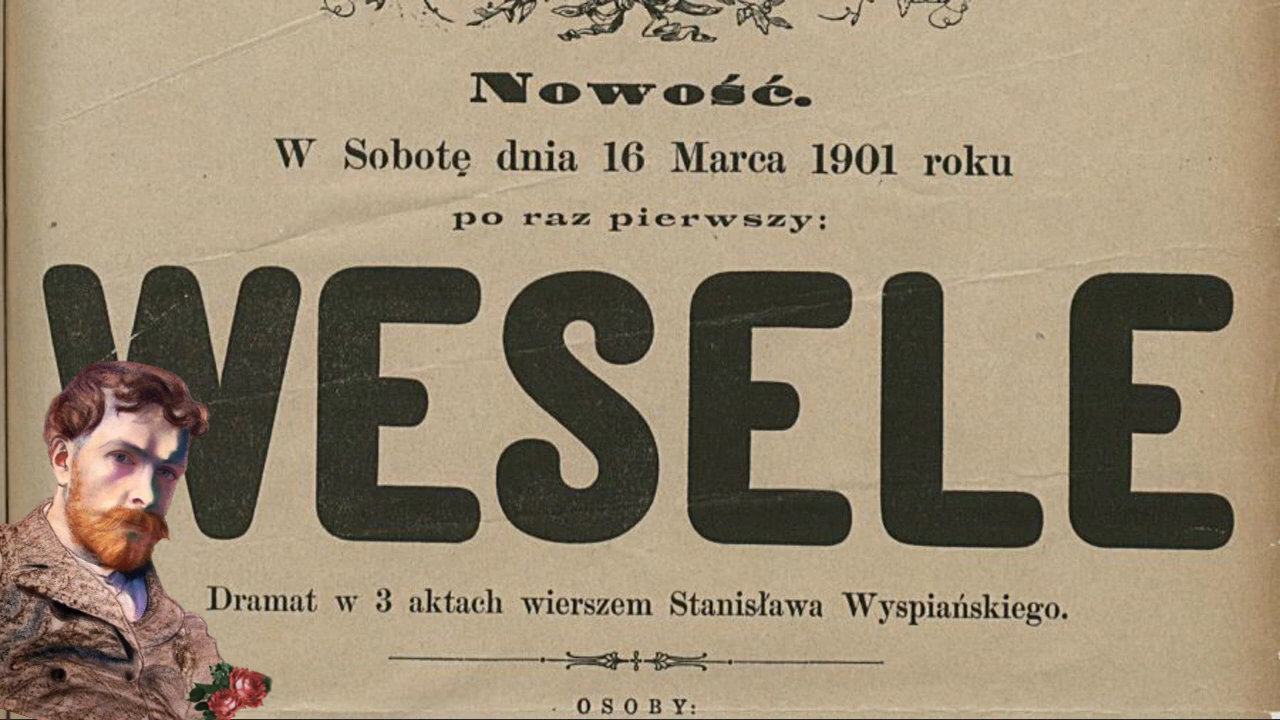 Nowość.
W Sobotę dnia 16 Marca 1901 roku
po raz pierwszy:
WESELE
Dramat w 3 aktach wierszem Stanisława Wyspiańskiego.
OSOBY: